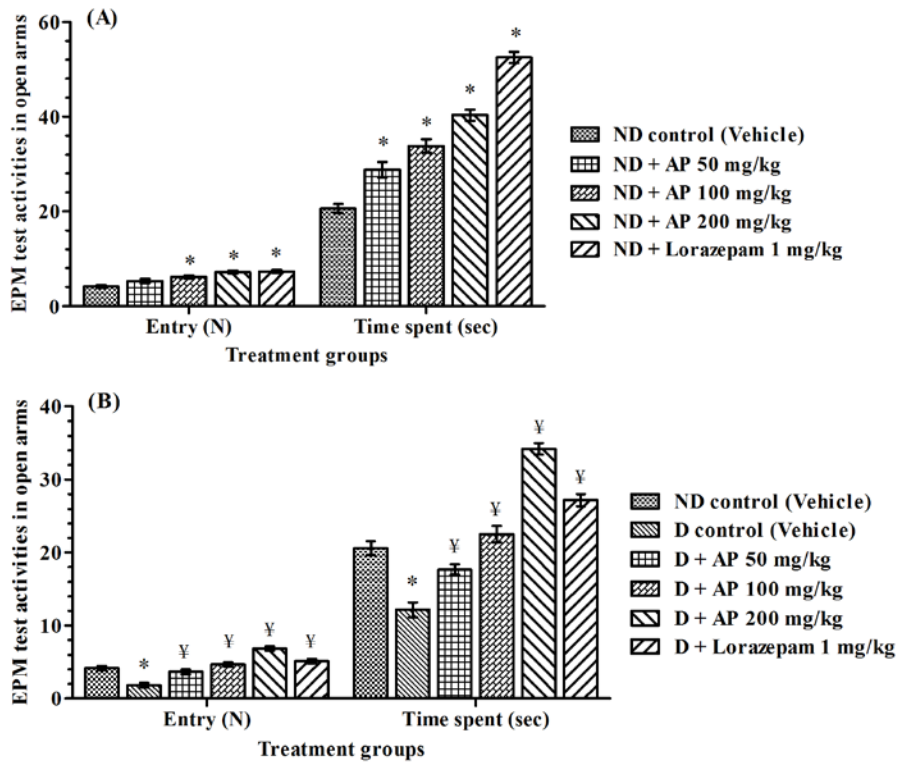 (A)
EPM test activities in open arms
60
40
20
0
* * *
* * * *
Entry (N) Time spent (sec)
Treatment groups
ND control (Vehicle)
ND + AP 50 mg/kg
ND + AP 100 mg/kg
ND + AP 200 mg/kg
ND + Lorazepam 1 mg/kg
(B)
EPM test activities in open arms
40
30
20
10
0
* ¥ ¥ ¥ ¥
* ¥ ¥ ¥ ¥
Entry (N) Time spent (sec)
Treatment groups
ND control (Vehicle)
D control (Vehicle)
D + AP 50 mg/kg
D + AP 100 mg/kg
D + AP 200 mg/kg
D + Lorazepam 1 mg/kg